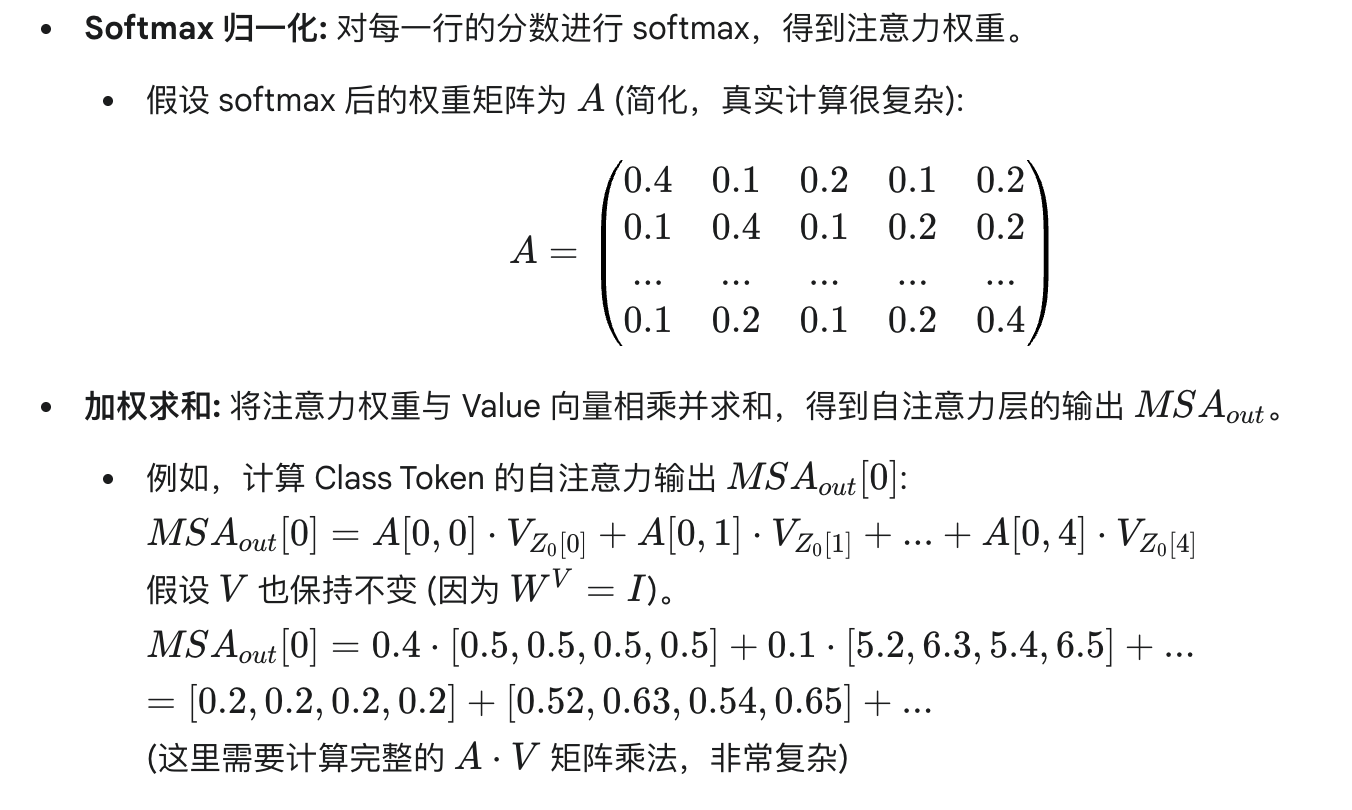 • Softmax 归一化: 对每一行的分数进行 softmax，得到注意力权重。
• 假设 softmax 后的权重矩阵为 A (简化，真实计算很复杂):
0.4 0.1 0.2 0.1 0.2
0.1 0.4 0.1 0.2 0.2
A =
... ... ... ... ...
0.1 0.2 0.1 0.2 0.4
• 加权求和: 将注意力权重与 Value 向量相乘并求和，得到自注意力层的输出 MSA_{out}。
• 例如，计算 Class Token 的自注意力输出 MSA_{out}[0]:
MSA_{out}[0] = A[0,0] · V_{Z_0[0]} + A[0,1] · V_{Z_0[1]} + ... + A[0,4] · V_{Z_0[4]}
假设 V 也保持不变 (因为 W^V = I)。
MSA_{out}[0] = 0.4 · [0.5, 0.5, 0.5, 0.5] + 0.1 · [5.2, 6.3, 5.4, 6.5] + ...
= [0.2, 0.2, 0.2, 0.2] + [0.52, 0.63, 0.54, 0.65] + ...
(这里需要计算完整的 A · V 矩阵乘法，非常复杂)